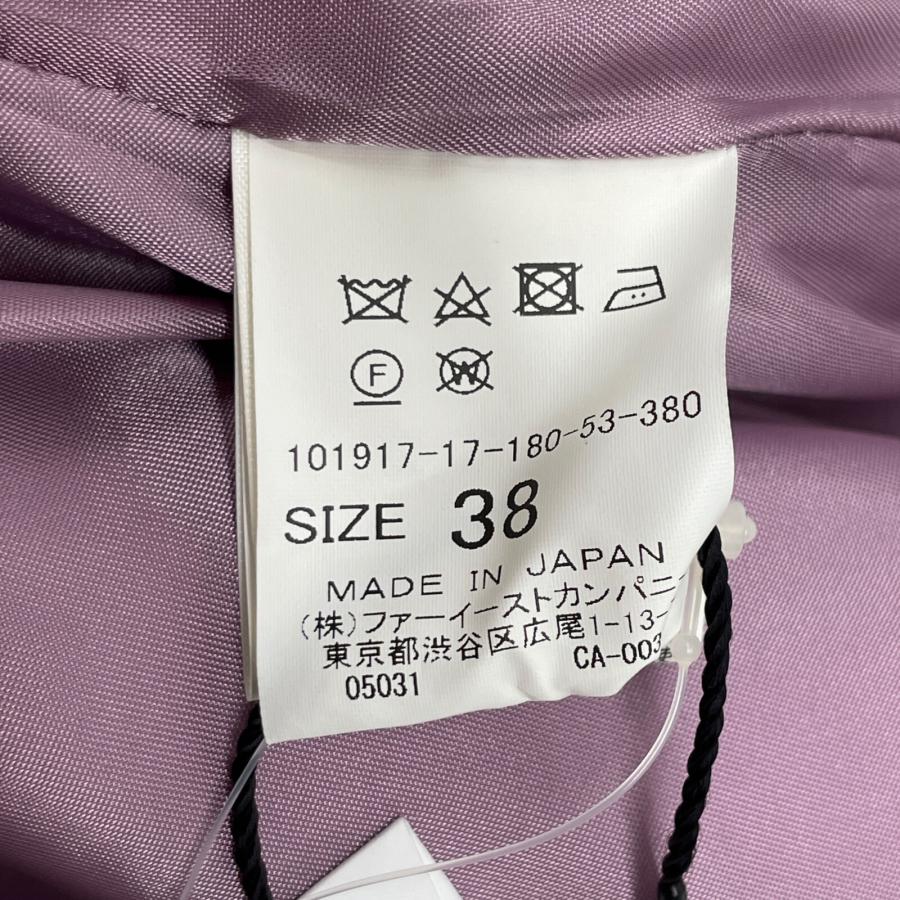 F W
101917-17-180-53-380
SIZE 38
MADE IN JAPAN
(株)ファーイーストカンパニ
東京都渋谷区広尾1-13-
CA-003
05031